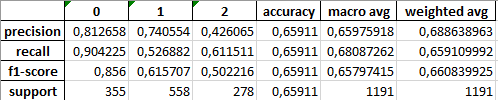 0 1 2 accuracy macro avg weighted avg
precision 0,812658 0,740554 0,426065 0,65911 0,65975918 0,688638963
recall 0,904225 0,526882 0,611511 0,65911 0,68087262 0,659109992
f1-score 0,856 0,615707 0,502216 0,65911 0,65797415 0,660839925
support 355 558 278 0,65911 1191 1191